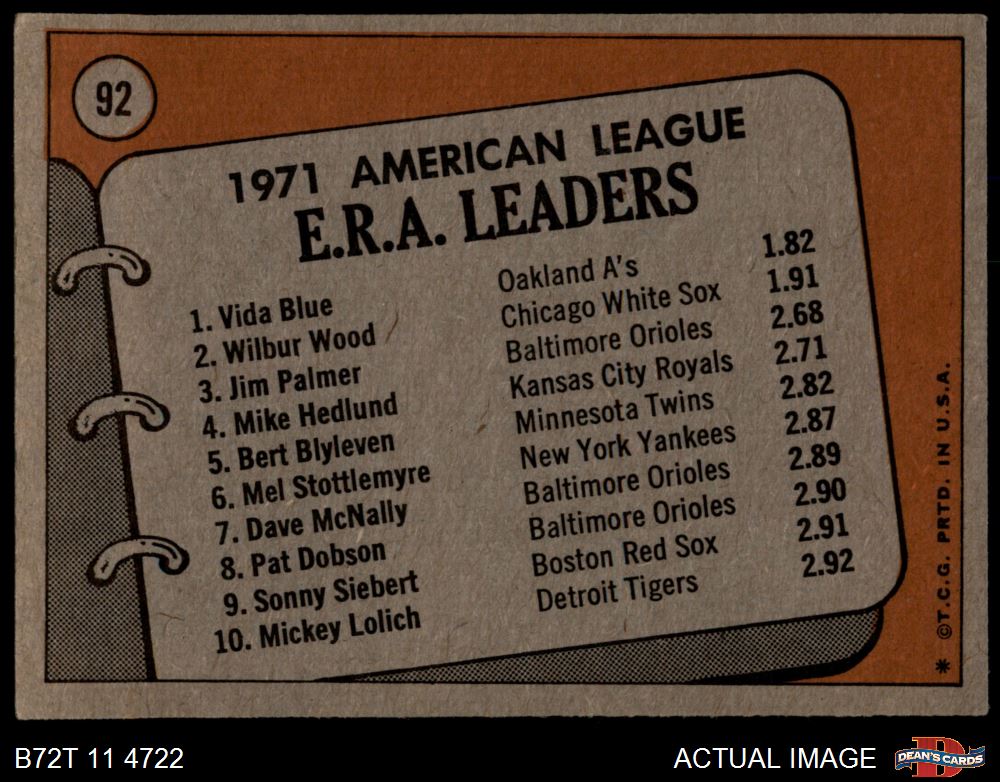 92
1971 AMERICAN LEAGUE
E.R.A. LEADERS
1. Vida Blue Oakland A's 1.82
2. Wilbur Wood Chicago White Sox 1.91
3. Jim Palmer Baltimore Orioles 2.68
4. Mike Hedlund Kansas City Royals 2.71
5. Bert Blyleven Minnesota Twins 2.82
6. Mel Stottlemyre New York Yankees 2.87
7. Dave McNally Baltimore Orioles 2.89
8. Pat Dobson Baltimore Orioles 2.90
9. Sonny Siebert Boston Red Sox 2.91
10. Mickey Lolich Detroit Tigers 2.92
* ©T.C.G. PRTD. IN U.S.A.
B72T 11 4722
ACTUAL IMAGE
D
DEAN'S CARDS